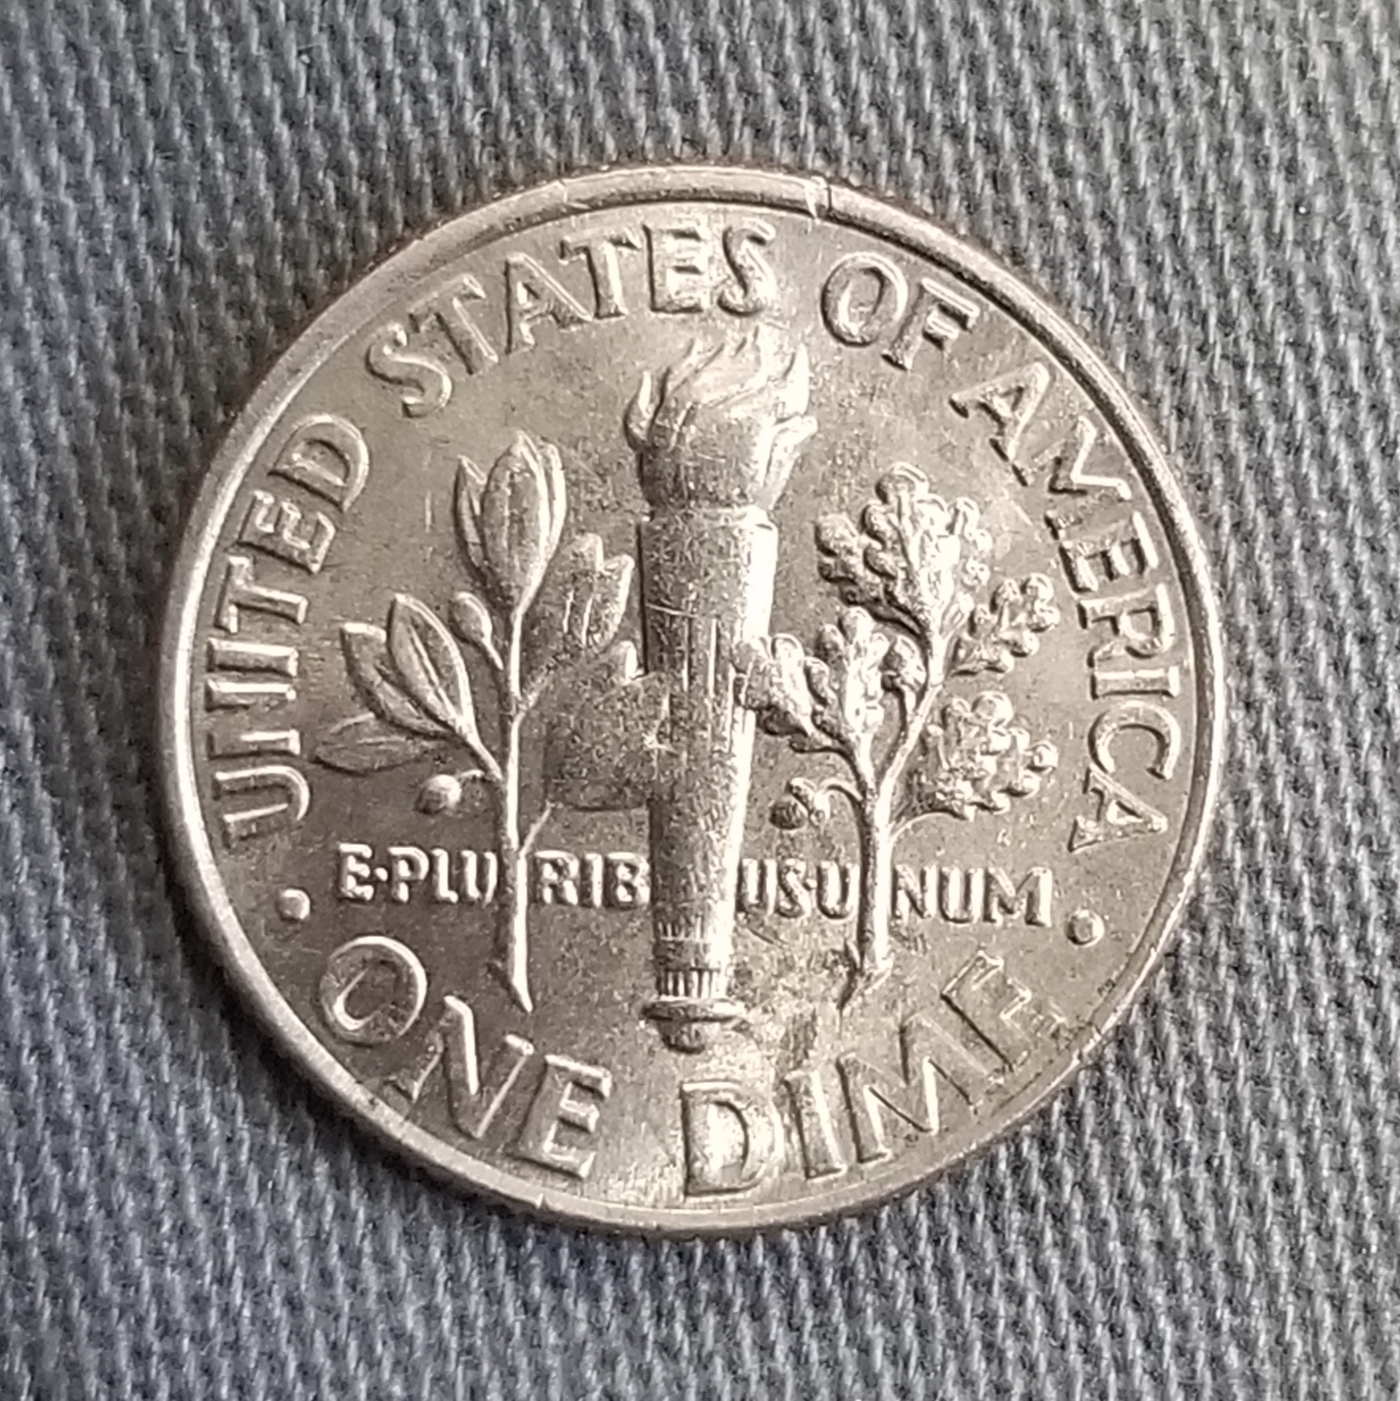 UNITED STATES OF AMERICA
E·PLURIBUS·UNUM
· ONE DIME ·